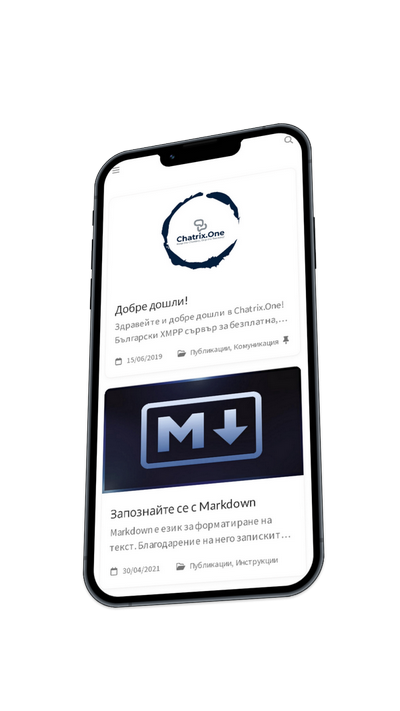 Chatrix.One
Добре дошли!
Здравейте и добре дошли в Chatrix.One!
Български XMPP сървър за безплатна,...
15/06/2019 Публикации, Комуникация
M
Запознайте се с Markdown
Markdown е език за форматиране на
текст. Благодарение на него запискит...
30/04/2021 Публикации, Инструкции